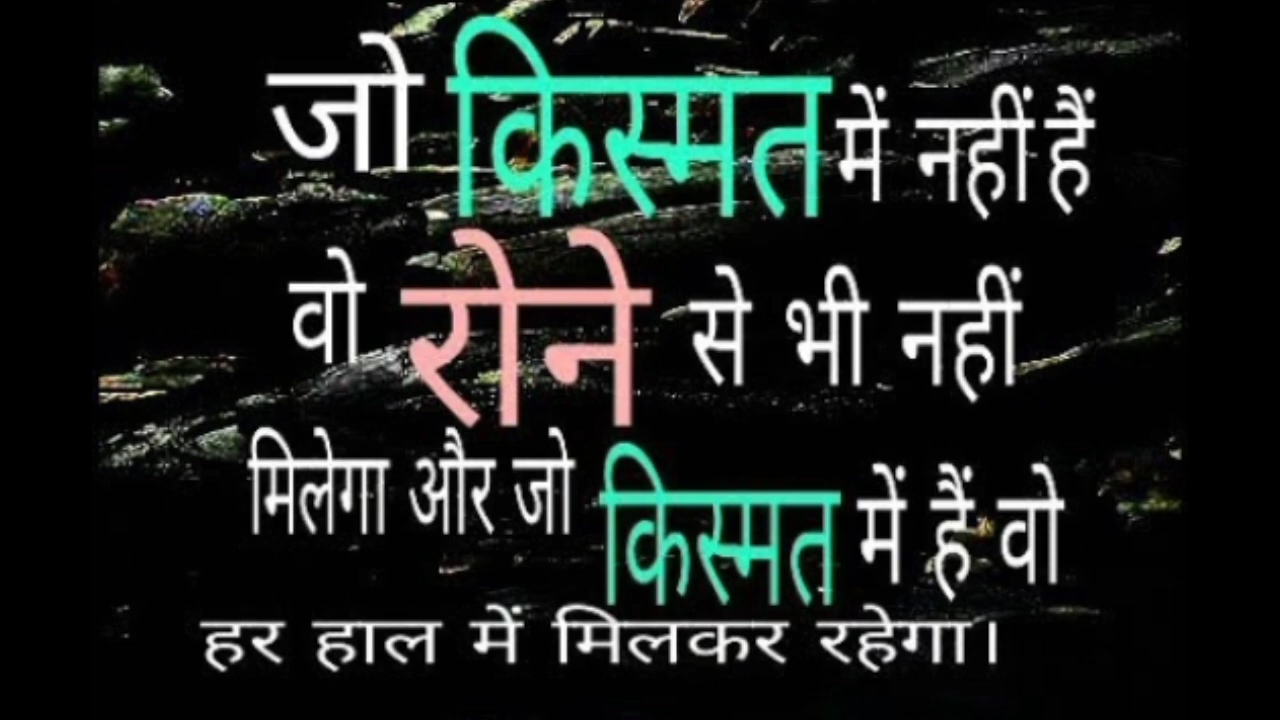 जो किस्मत में नहीं हैं
वो रोने से भी नहीं
मिलेगा और जो किस्मत में हैं वो
हर हाल में मिलकर रहेगा।